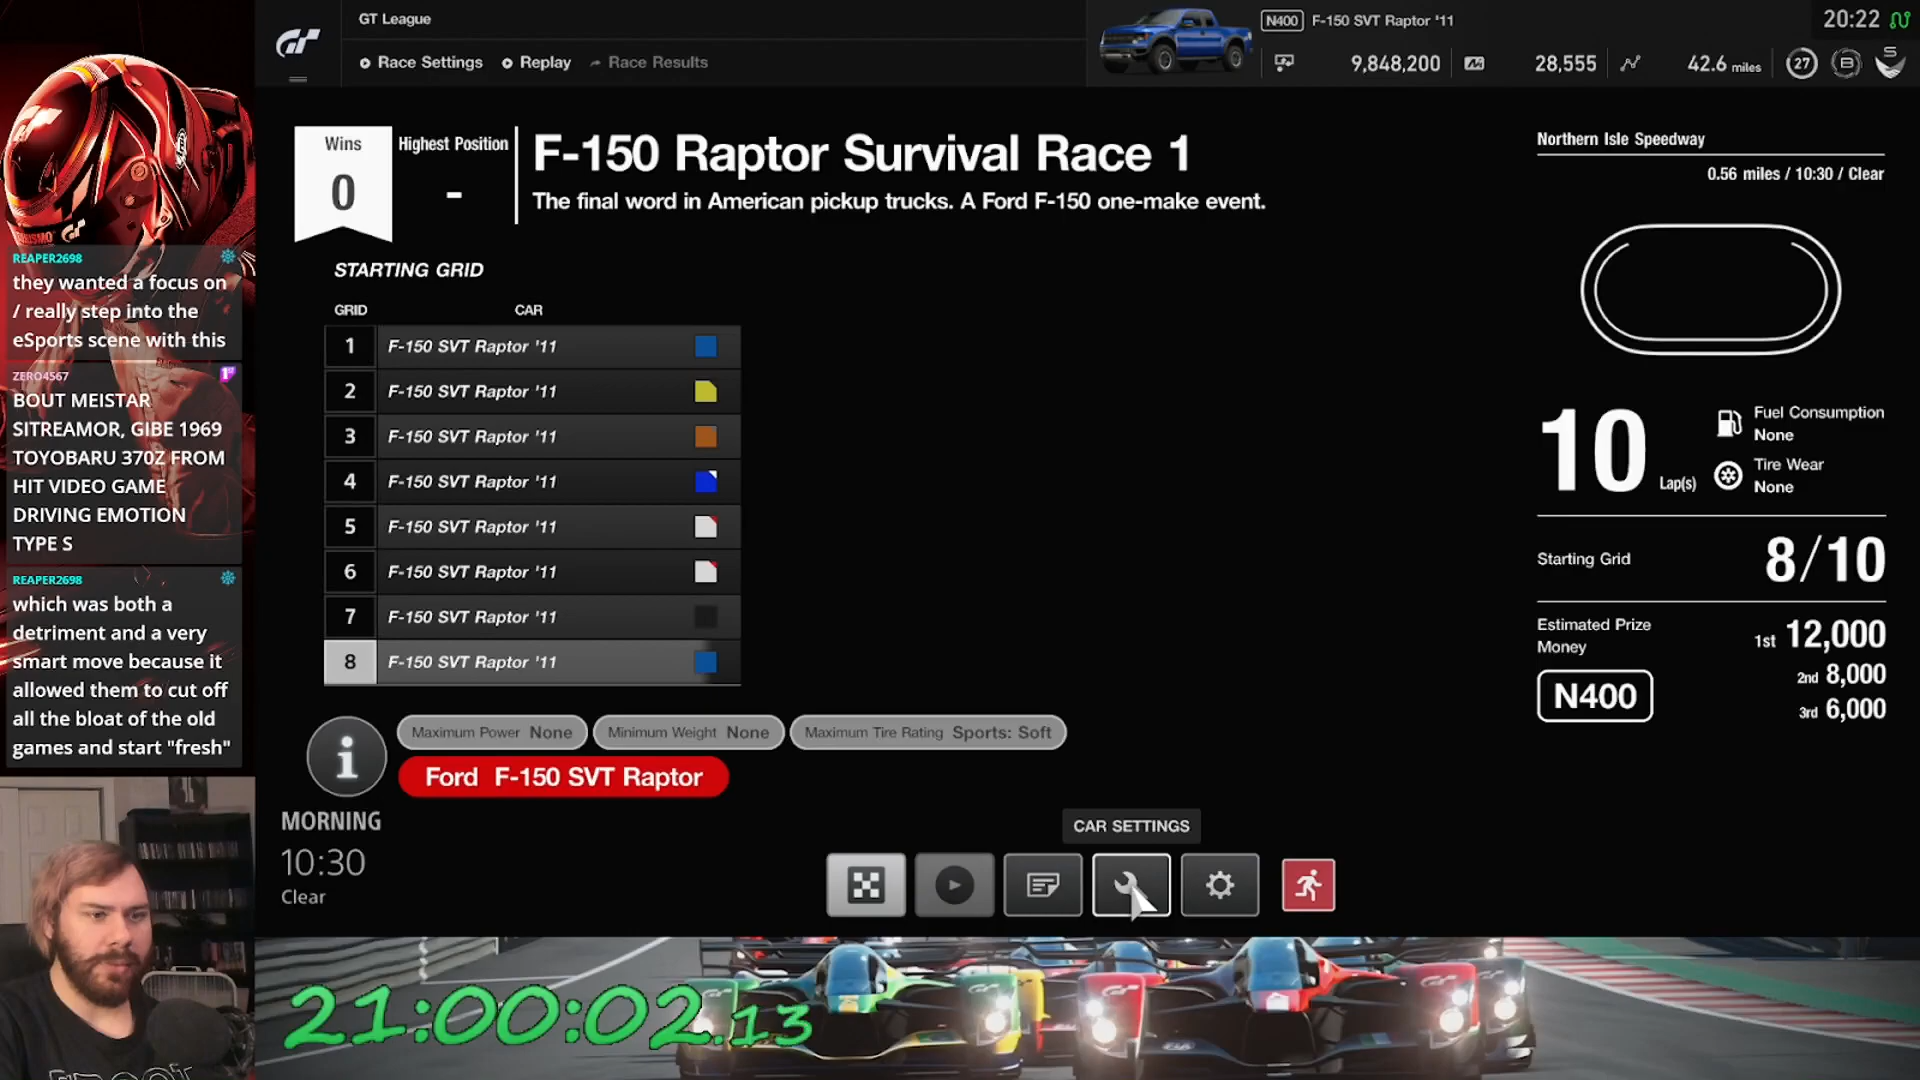 GT League
Race Settings
Replay
Race Results
N400
F-150 SVT Raptor '11
9,848,200
28,555
42.6 miles
27
B
S
20:22
Wins
0
Highest Position
-
F-150 Raptor Survival Race 1
The final word in American pickup trucks. A Ford F-150 one-make event.
STARTING GRID
GRID
CAR
1 F-150 SVT Raptor '11
2 F-150 SVT Raptor '11
3 F-150 SVT Raptor '11
4 F-150 SVT Raptor '11
5 F-150 SVT Raptor '11
6 F-150 SVT Raptor '11
7 F-150 SVT Raptor '11
8 F-150 SVT Raptor '11
Maximum Power None
Minimum Weight None
Maximum Tire Rating Sports: Soft
Ford F-150 SVT Raptor
MORNING
10:30
Clear
CAR SETTINGS
Northern Isle Speedway
0.56 miles / 10:30 / Clear
10 Lap(s)
Fuel Consumption
None
Tire Wear
None
Starting Grid
8/10
Estimated Prize
Money
N400
1st 12,000
2nd 8,000
3rd 6,000
REAPER2698
they wanted a focus on
/ really step into the
eSports scene with this
ZERO4567
BOUT MEISTAR
SITREAMOR, GIBE 1969
TOYOBARU 370Z FROM
HIT VIDEO GAME
DRIVING EMOTION
TYPE S
REAPER2698
which was both a
detriment and a very
smart move because it
allowed them to cut off
all the bloat of the old
games and start "fresh"
21:00:02.13